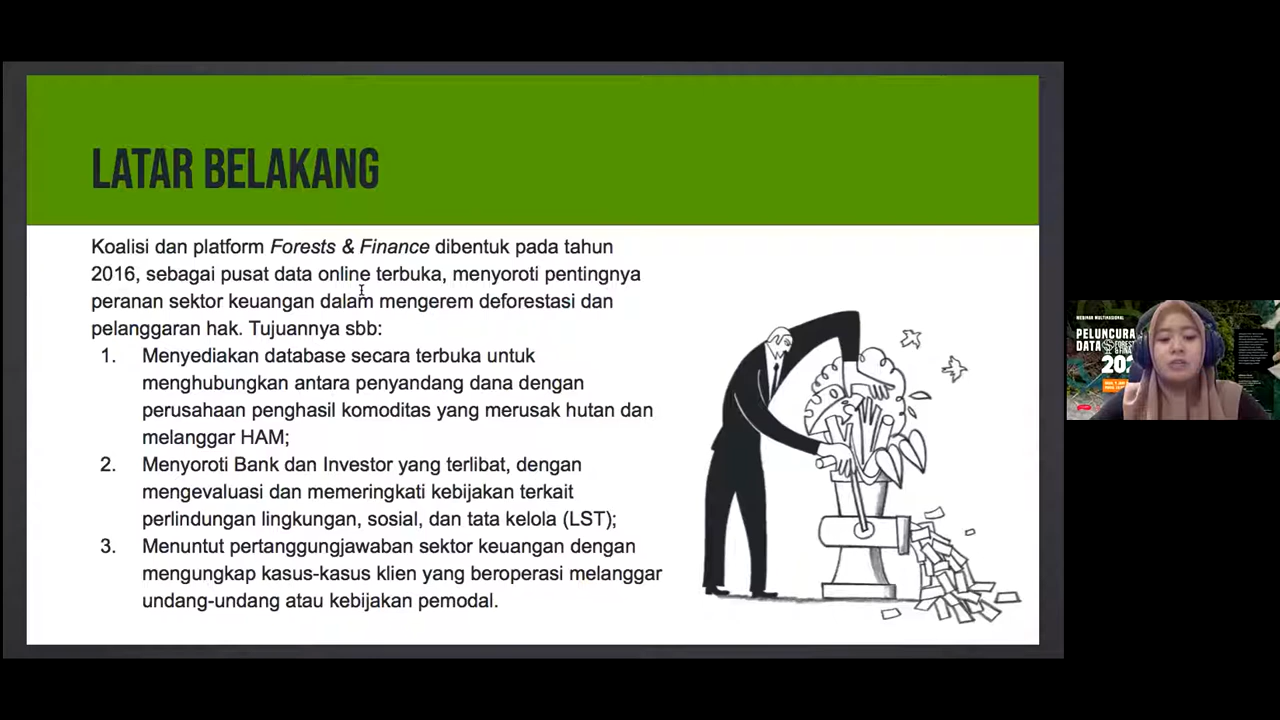 LATAR BELAKANG
Koalisi dan platform Forests & Finance dibentuk pada tahun
2016, sebagai pusat data online terbuka, menyoroti pentingnya
peranan sektor keuangan dalam mengerem deforestasi dan
pelanggaran hak. Tujuannya sbb:
1. Menyediakan database secara terbuka untuk
menghubungkan antara penyandang dana dengan
perusahaan penghasil komoditas yang merusak hutan dan
melanggar HAM;
2. Menyoroti Bank dan Investor yang terlibat, dengan
mengevaluasi dan memeringkati kebijakan terkait
perlindungan lingkungan, sosial, dan tata kelola (LST);
3. Menuntut pertanggungjawaban sektor keuangan dengan
mengungkap kasus-kasus klien yang beroperasi melanggar
undang-undang atau kebijakan pemodal.
WEBINAR MULTINASIONAL
PELUNCURA
DATA